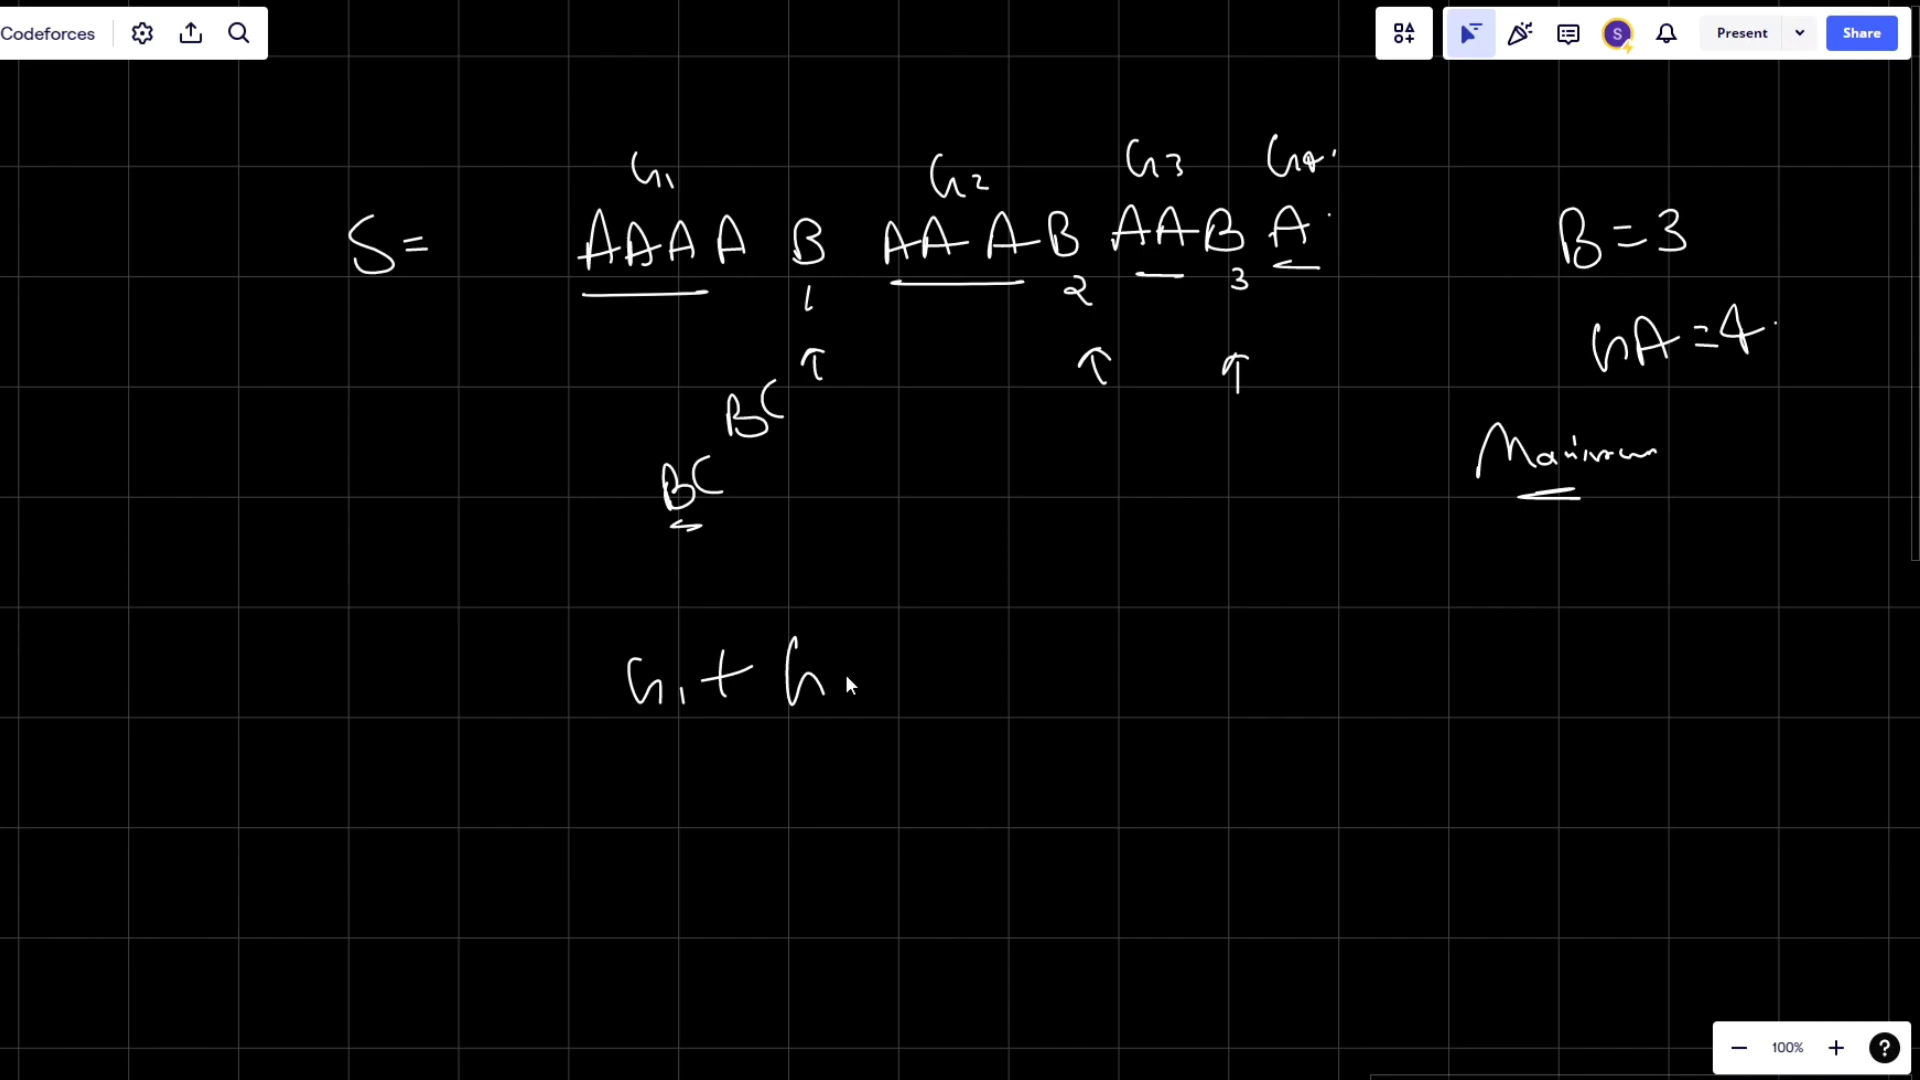 Codeforces
S
Present
Share
G1 G2 G3 G4
S= AAAA B AAAB AAB A
1 2 3
B=3
GA=4
BC
BC
Maximum
G1+G
100%
?